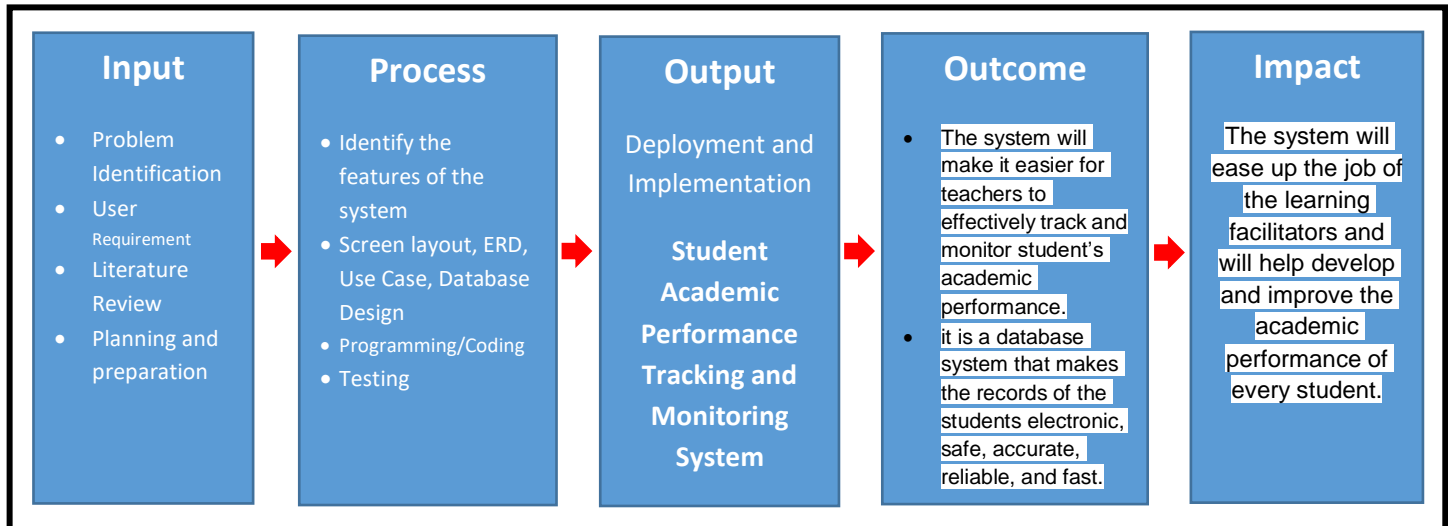 Input
• Problem
Identification
• User
Requirement
• Literature
Review
• Planning and
preparation
Process
• Identify the
features of the
system
• Screen layout, ERD,
Use Case, Database
Design
• Programming/Coding
• Testing
Output
Deployment and
Implementation
Student
Academic
Performance
Tracking and
Monitoring
System
Outcome
• The system will
make it easier for
teachers to
effectively track and
monitor student’s
academic
performance.
• it is a database
system that makes
the records of the
students electronic,
safe, accurate,
reliable, and fast.
Impact
The system will
ease up the job of
the learning
facilitators and
will help develop
and improve the
academic
performance of
every student.